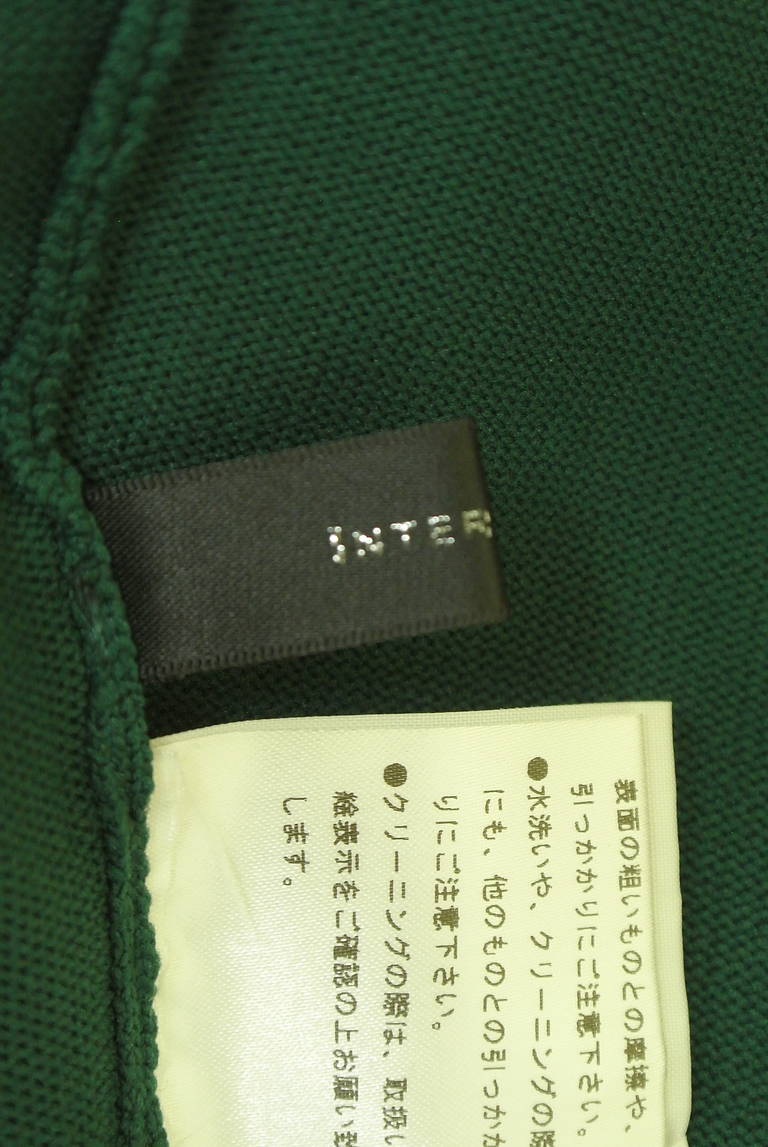 INTER
表面の粗いものとの摩擦や、
引っかかりにご注意下さい。
●水洗いや、クリーニングの際
にも、他のものとの引っかか
りにご注意下さい。
●クリーニングの際は、取扱い
絵表示をご確認の上お願い致
します。